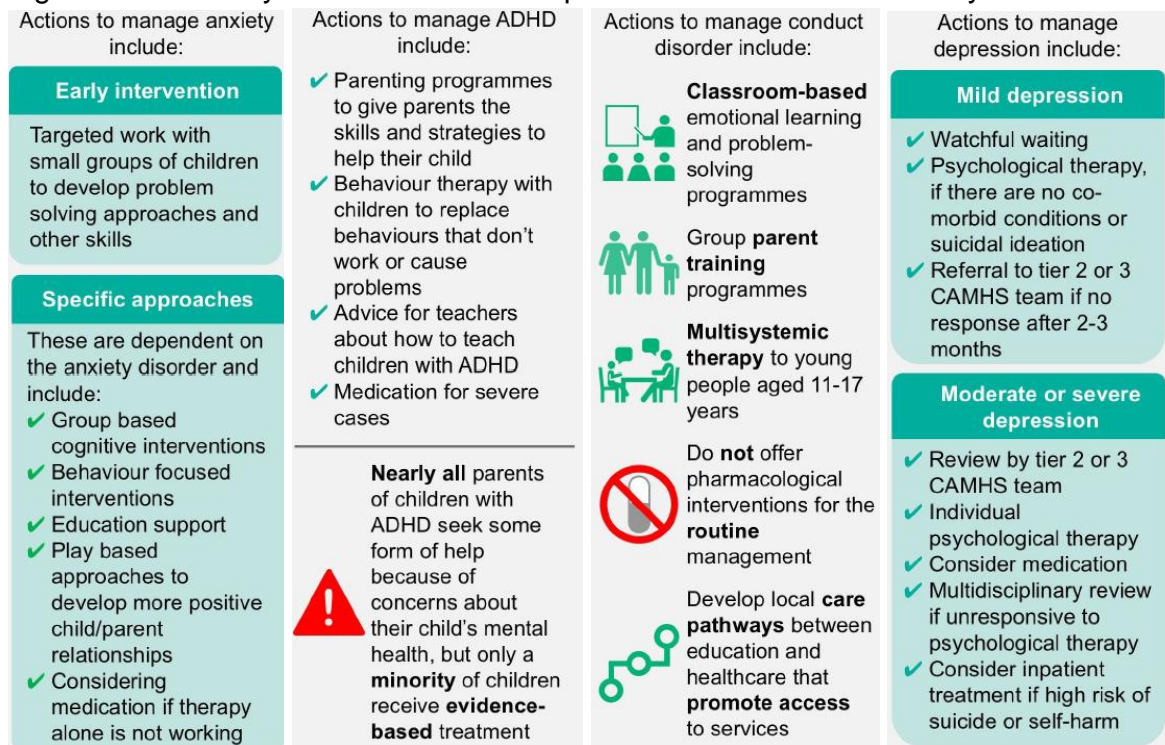 Actions to manage anxiety
include:
Early intervention
Targeted work with
small groups of children
to develop problem
solving approaches and
other skills
Specific approaches
These are dependent on
the anxiety disorder and
include:
✔ Group based
cognitive interventions
✔ Behaviour focused
interventions
✔ Education support
✔ Play based
approaches to
develop more positive
child/parent
relationships
✔ Considering
medication if therapy
alone is not working
Actions to manage ADHD
include:
✔ Parenting programmes
to give parents the
skills and strategies to
help their child
✔ Behaviour therapy with
children to replace
behaviours that don't
work or cause
problems
✔ Advice for teachers
about how to teach
children with ADHD
✔ Medication for severe
cases
Nearly all parents
of children with
ADHD seek some
form of help
because of
concerns about
their child's mental
health, but only a
minority of children
receive evidence-
based treatment
Actions to manage conduct
disorder include:
Classroom-based
emotional learning
and problem-
solving
programmes
Group parent
training
programmes
Multisystemic
therapy to young
people aged 11-17
years
Do not offer
pharmacological
interventions for the
routine
management
Develop local care
pathways between
education and
healthcare that
promote access
to services
Actions to manage
depression include:
Mild depression
✔ Watchful waiting
✔ Psychological therapy,
if there are no co-
morbid conditions or
suicidal ideation
✔ Referral to tier 2 or 3
CAMHS team if no
response after 2-3
months
Moderate or severe
depression
✔ Review by tier 2 or 3
CAMHS team
✔ Individual
psychological therapy
✔ Consider medication
✔ Multidisciplinary review
if unresponsive to
psychological therapy
✔ Consider inpatient
treatment if high risk of
suicide or self-harm